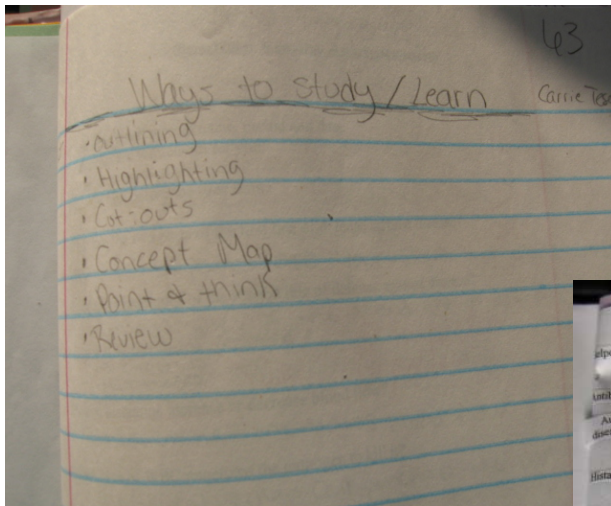 63
Ways to study / Learn
Carrie
• outlining
• Highlighting
• Cut-outs
• Concept Map
• Point & think
• Review